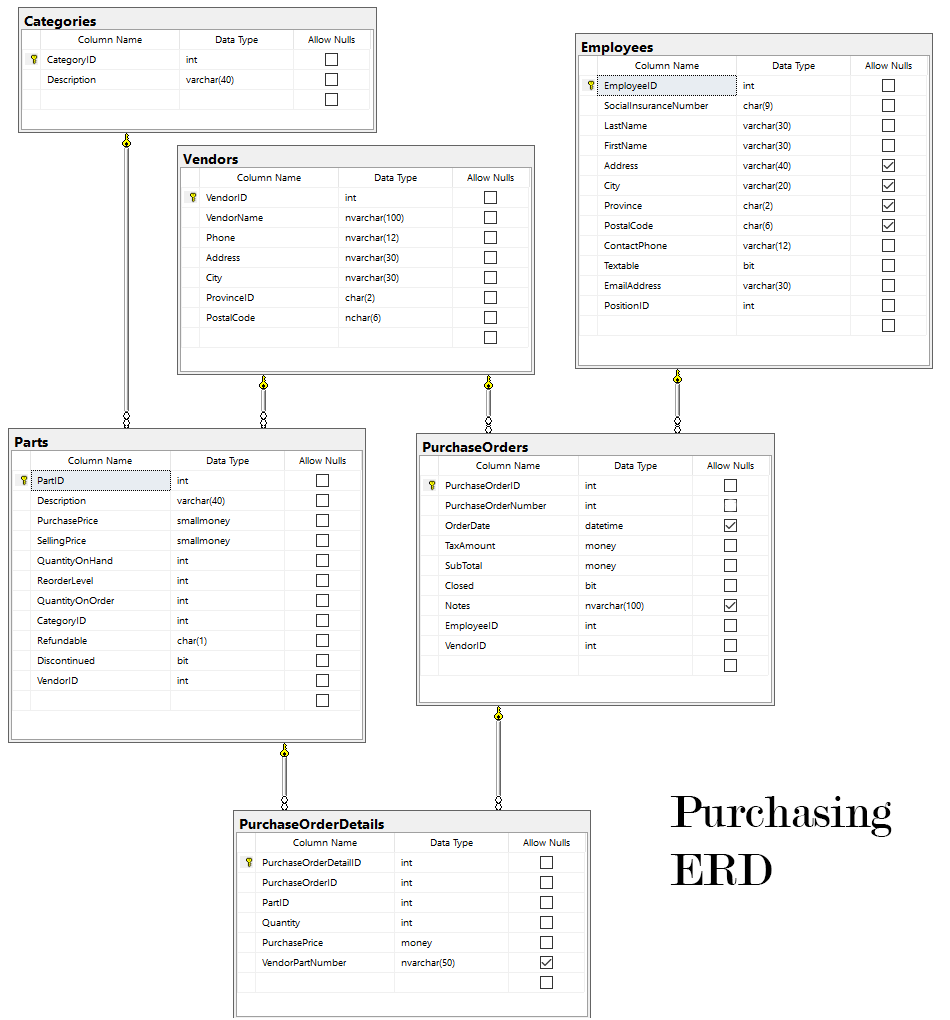 Categories
Column Name Data Type Allow Nulls
CategoryID int
Description varchar(40)
Employees
Column Name Data Type Allow Nulls
EmployeeID int
SocialInsuranceNumber char(9)
LastName varchar(30)
FirstName varchar(30)
Address varchar(40)
City varchar(20)
Province char(2)
PostalCode char(6)
ContactPhone varchar(12)
Textable bit
EmailAddress varchar(30)
PositionID int
Vendors
Column Name Data Type Allow Nulls
VendorID int
VendorName nvarchar(100)
Phone nvarchar(12)
Address nvarchar(30)
City nvarchar(30)
ProvinceID char(2)
PostalCode nchar(6)
Parts
Column Name Data Type Allow Nulls
PartID int
Description varchar(40)
PurchasePrice smallmoney
SellingPrice smallmoney
QuantityOnHand int
ReorderLevel int
QuantityOnOrder int
CategoryID int
Refundable char(1)
Discontinued bit
VendorID int
PurchaseOrders
Column Name Data Type Allow Nulls
PurchaseOrderID int
PurchaseOrderNumber int
OrderDate datetime
TaxAmount money
SubTotal money
Closed bit
Notes nvarchar(100)
EmployeeID int
VendorID int
PurchaseOrderDetails
Column Name Data Type Allow Nulls
PurchaseOrderDetailID int
PurchaseOrderID int
PartID int
Quantity int
PurchasePrice money
VendorPartNumber nvarchar(50)
Purchasing
ERD